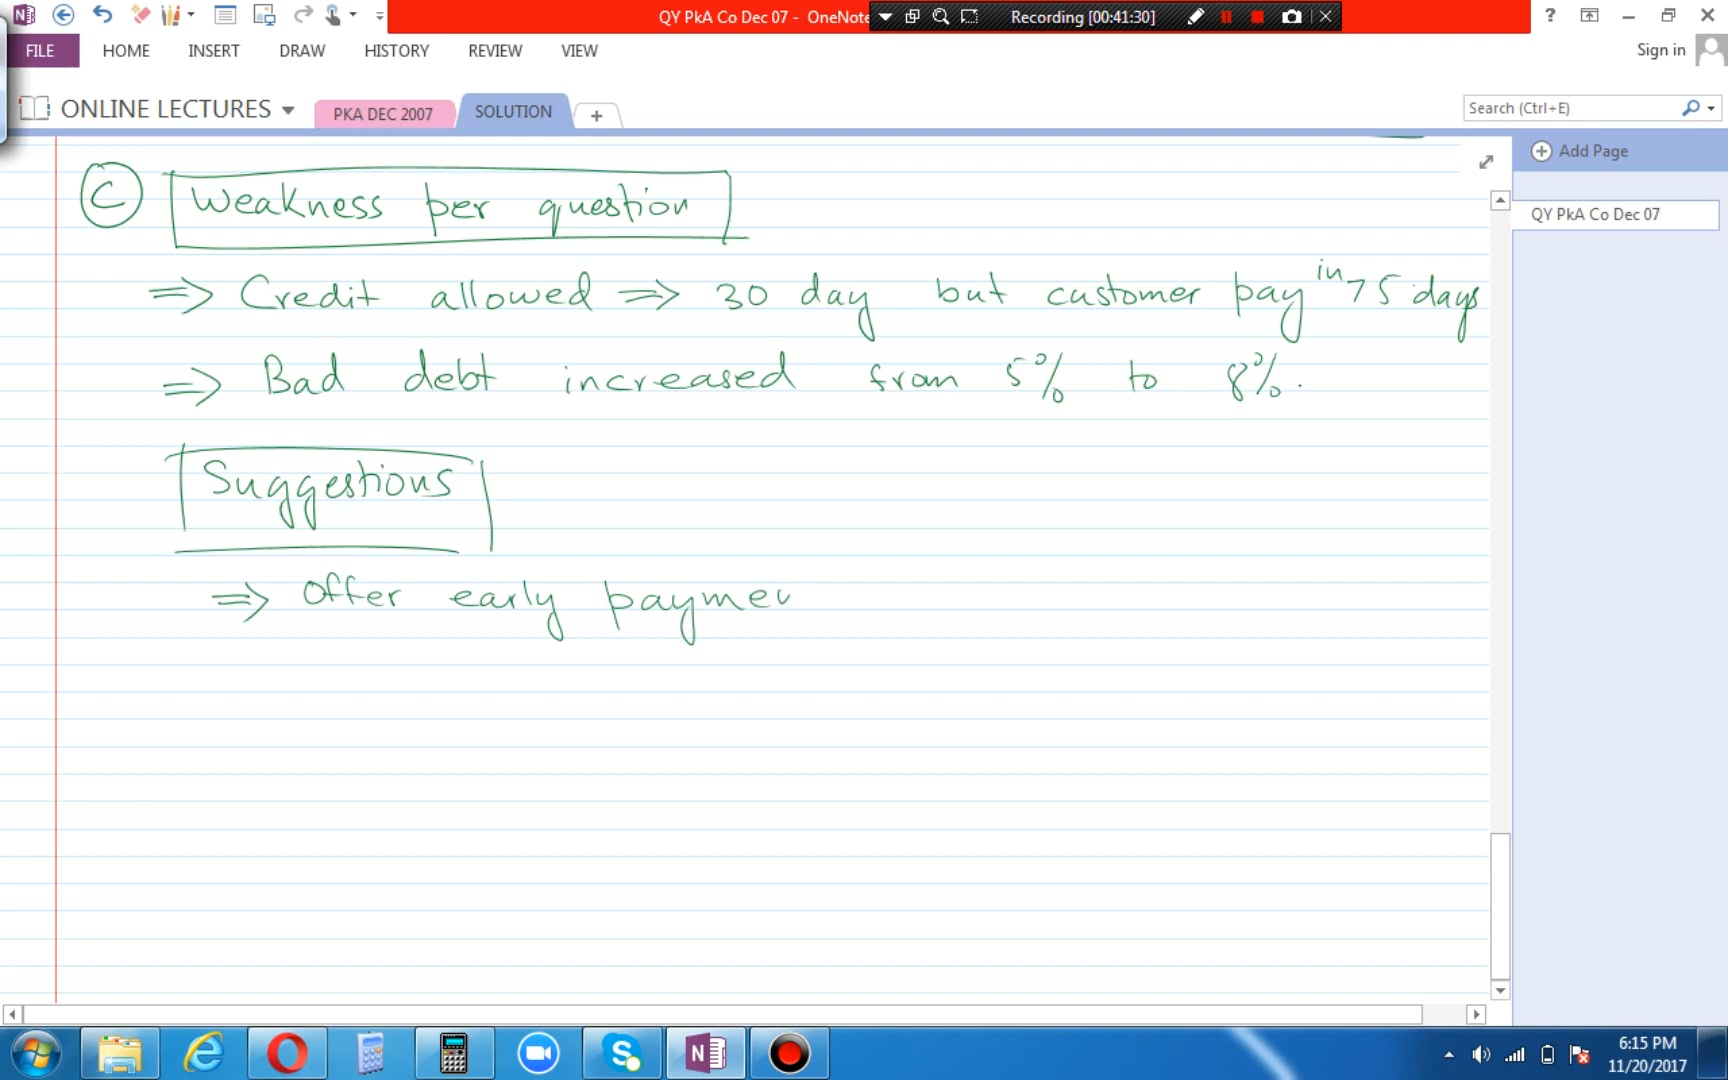 QY PkA Co Dec 07 - OneNote
Recording [00:41:30]
?
FILE
HOME
INSERT
DRAW
HISTORY
REVIEW
VIEW
Sign in
ONLINE LECTURES
PKA DEC 2007
SOLUTION
Search (Ctrl+E)
Add Page
QY PkA Co Dec 07
C Weakness per question
⇒ Credit allowed ⇒ 30 day but customer pay in 75 days
⇒ Bad debt increased from 5% to 8%.
Suggestions
⇒ Offer early paymen
6:15 PM
11/20/2017